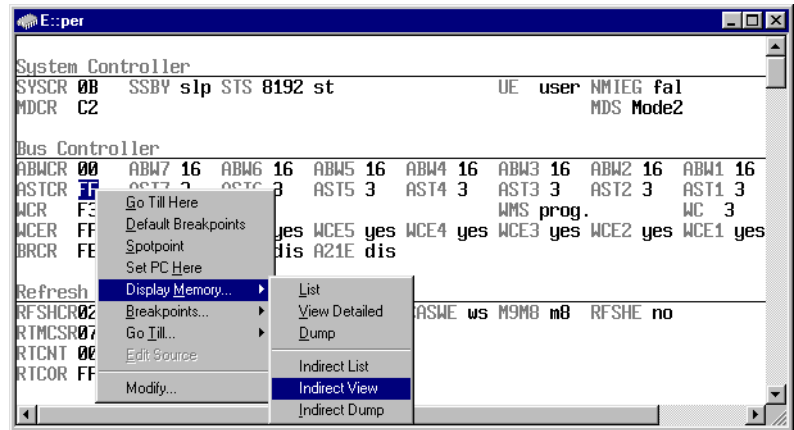 E::per
System Controller
SYSCR 0B SSBY slp STS 8192 st UE user NMIEG fal
MDCR C2 MDS Mode2
Bus Controller
ABWCR 00 ABW7 16 ABW6 16 ABW5 16 ABW4 16 ABW3 16 ABW2 16 ABW1 16
ASTCR FF AST7 3 AST6 3 AST5 3 AST4 3 AST3 3 AST2 3 AST1 3
WCR F3 WMS prog. WC 3
WCER FF yes WCE5 yes WCE4 yes WCE3 yes WCE2 yes WCE1 yes
BRCR FE dis A21E dis
Refresh
RFSHCR02 CASWE ws M9M8 m8 RFSHE no
RTMCSR07
RTCNT 00
RTCOR FF
Go Till Here
Default Breakpoints
Spotpoint
Set PC Here
Display Memory...
Breakpoints...
Go Till...
Edit Source
Modify...
List
View Detailed
Dump
Indirect List
Indirect View
Indirect Dump